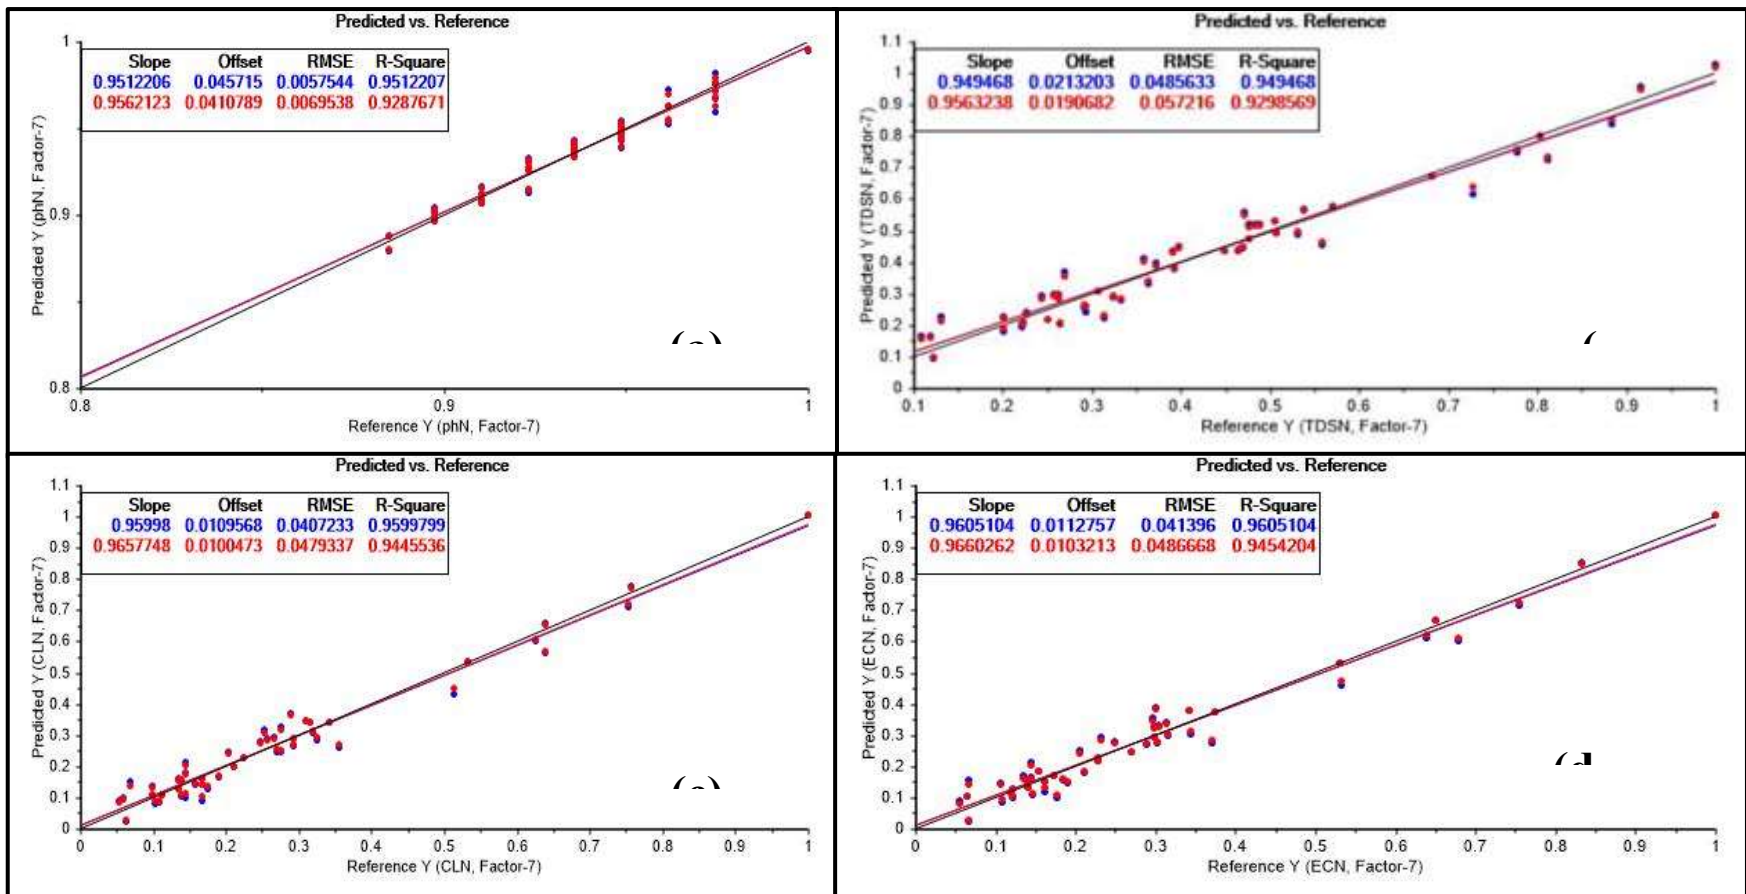 Predicted vs. Reference
Slope Offset RMSE R-Square
0.9512206 0.045715 0.0057544 0.9512207
0.9562123 0.0410789 0.0069538 0.9287671
Predicted Y (phN, Factor-7)
1
0.9
0.8
0.8 0.9 1
Reference Y (phN, Factor-7)
Predicted vs. Reference
Slope Offset RMSE R-Square
0.949468 0.0213203 0.0485633 0.949468
0.9563238 0.0190682 0.057216 0.9298569
Predicted Y (TDSN, Factor-7)
1.1
1
0.9
0.8
0.7
0.6
0.5
0.4
0.3
0.2
0.1
0
0.1 0.2 0.3 0.4 0.5 0.6 0.7 0.8 0.9 1
Reference Y (TDSN, Factor-7)
Predicted vs. Reference
Slope Offset RMSE R-Square
0.95998 0.0109568 0.0407233 0.9599799
0.9657748 0.0100473 0.0479337 0.9445536
Predicted Y (CLN, Factor-7)
1.1
1
0.9
0.8
0.7
0.6
0.5
0.4
0.3
0.2
0.1
0
0 0.1 0.2 0.3 0.4 0.5 0.6 0.7 0.8 0.9 1
Reference Y (CLN, Factor-7)
Predicted vs. Reference
Slope Offset RMSE R-Square
0.9605104 0.0112757 0.041396 0.9605104
0.9660262 0.0103213 0.0486668 0.9454204
Predicted Y (ECN, Factor-7)
1.1
1
0.9
0.8
0.7
0.6
0.5
0.4
0.3
0.2
0.1
0
(d
0 0.1 0.2 0.3 0.4 0.5 0.6 0.7 0.8 0.9 1
Reference Y (ECN, Factor-7)